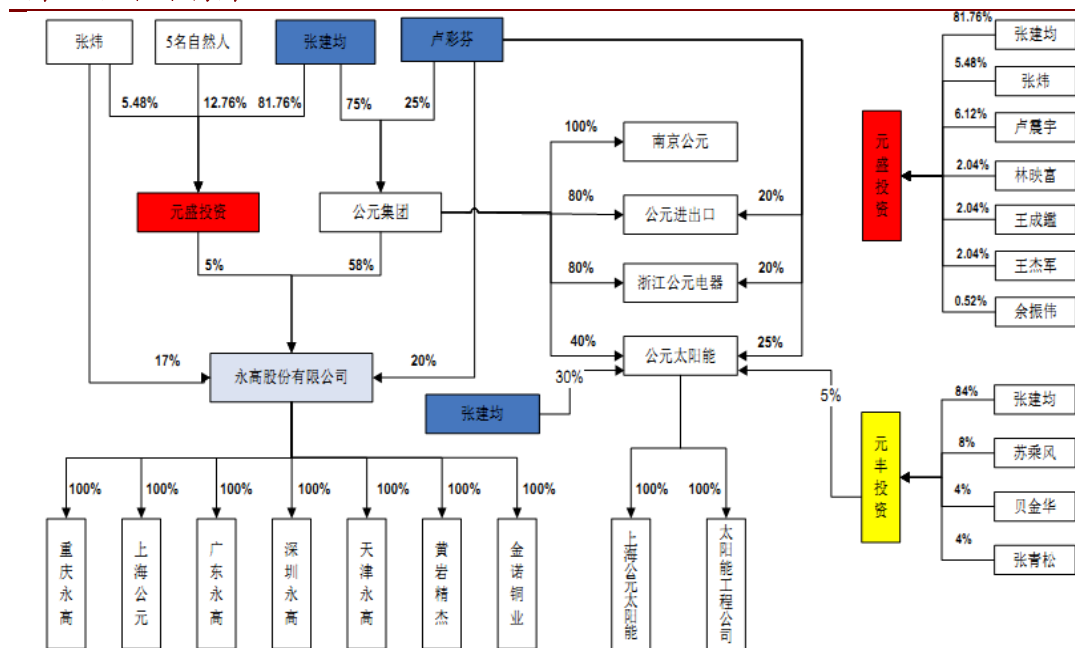 张炜
5名自然人
张建均
卢彩芬
5.48%
12.76%
81.76%
75%
25%
元盛投资
公元集团
5%
58%
17%
20%
永高股份有限公司
100%
南京公元
80%
公元进出口
20%
80%
浙江公元电器
20%
40%
公元太阳能
25%
30%
张建均
5%
100%
100%
100%
100%
100%
100%
100%
重庆永高
上海公元
广东永高
深圳永高
天津永高
黄岩精杰
金诺铜业
100%
100%
上海公元太阳能
太阳能工程公司
元盛投资
81.76%
张建均
5.48%
张炜
6.12%
卢震宇
2.04%
林映富
2.04%
王成鑑
2.04%
王杰军
0.52%
余振伟
元丰投资
84%
张建均
8%
苏乘风
4%
贝金华
4%
张青松